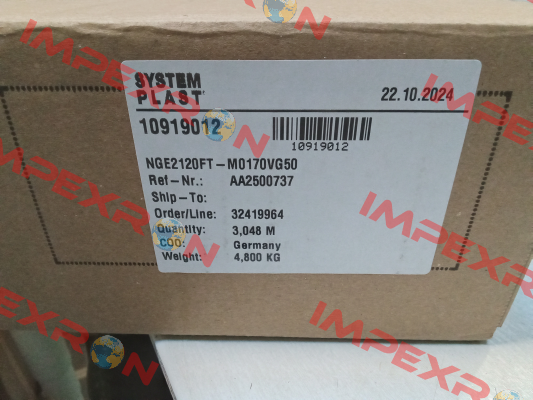 SYSTEM
PLAST
22.10.2024
10919012
10919012
NGE2120FT-M0170VG50
Ref-Nr.: AA2500737
Ship-To:
Order/Line: 32419964
Quantity: 3,048 M
COO: Germany
Weight: 4,800 KG
IMPEXRON
IMPEXRON
IMPEXRON
IMPEXRON
IMPEXRON